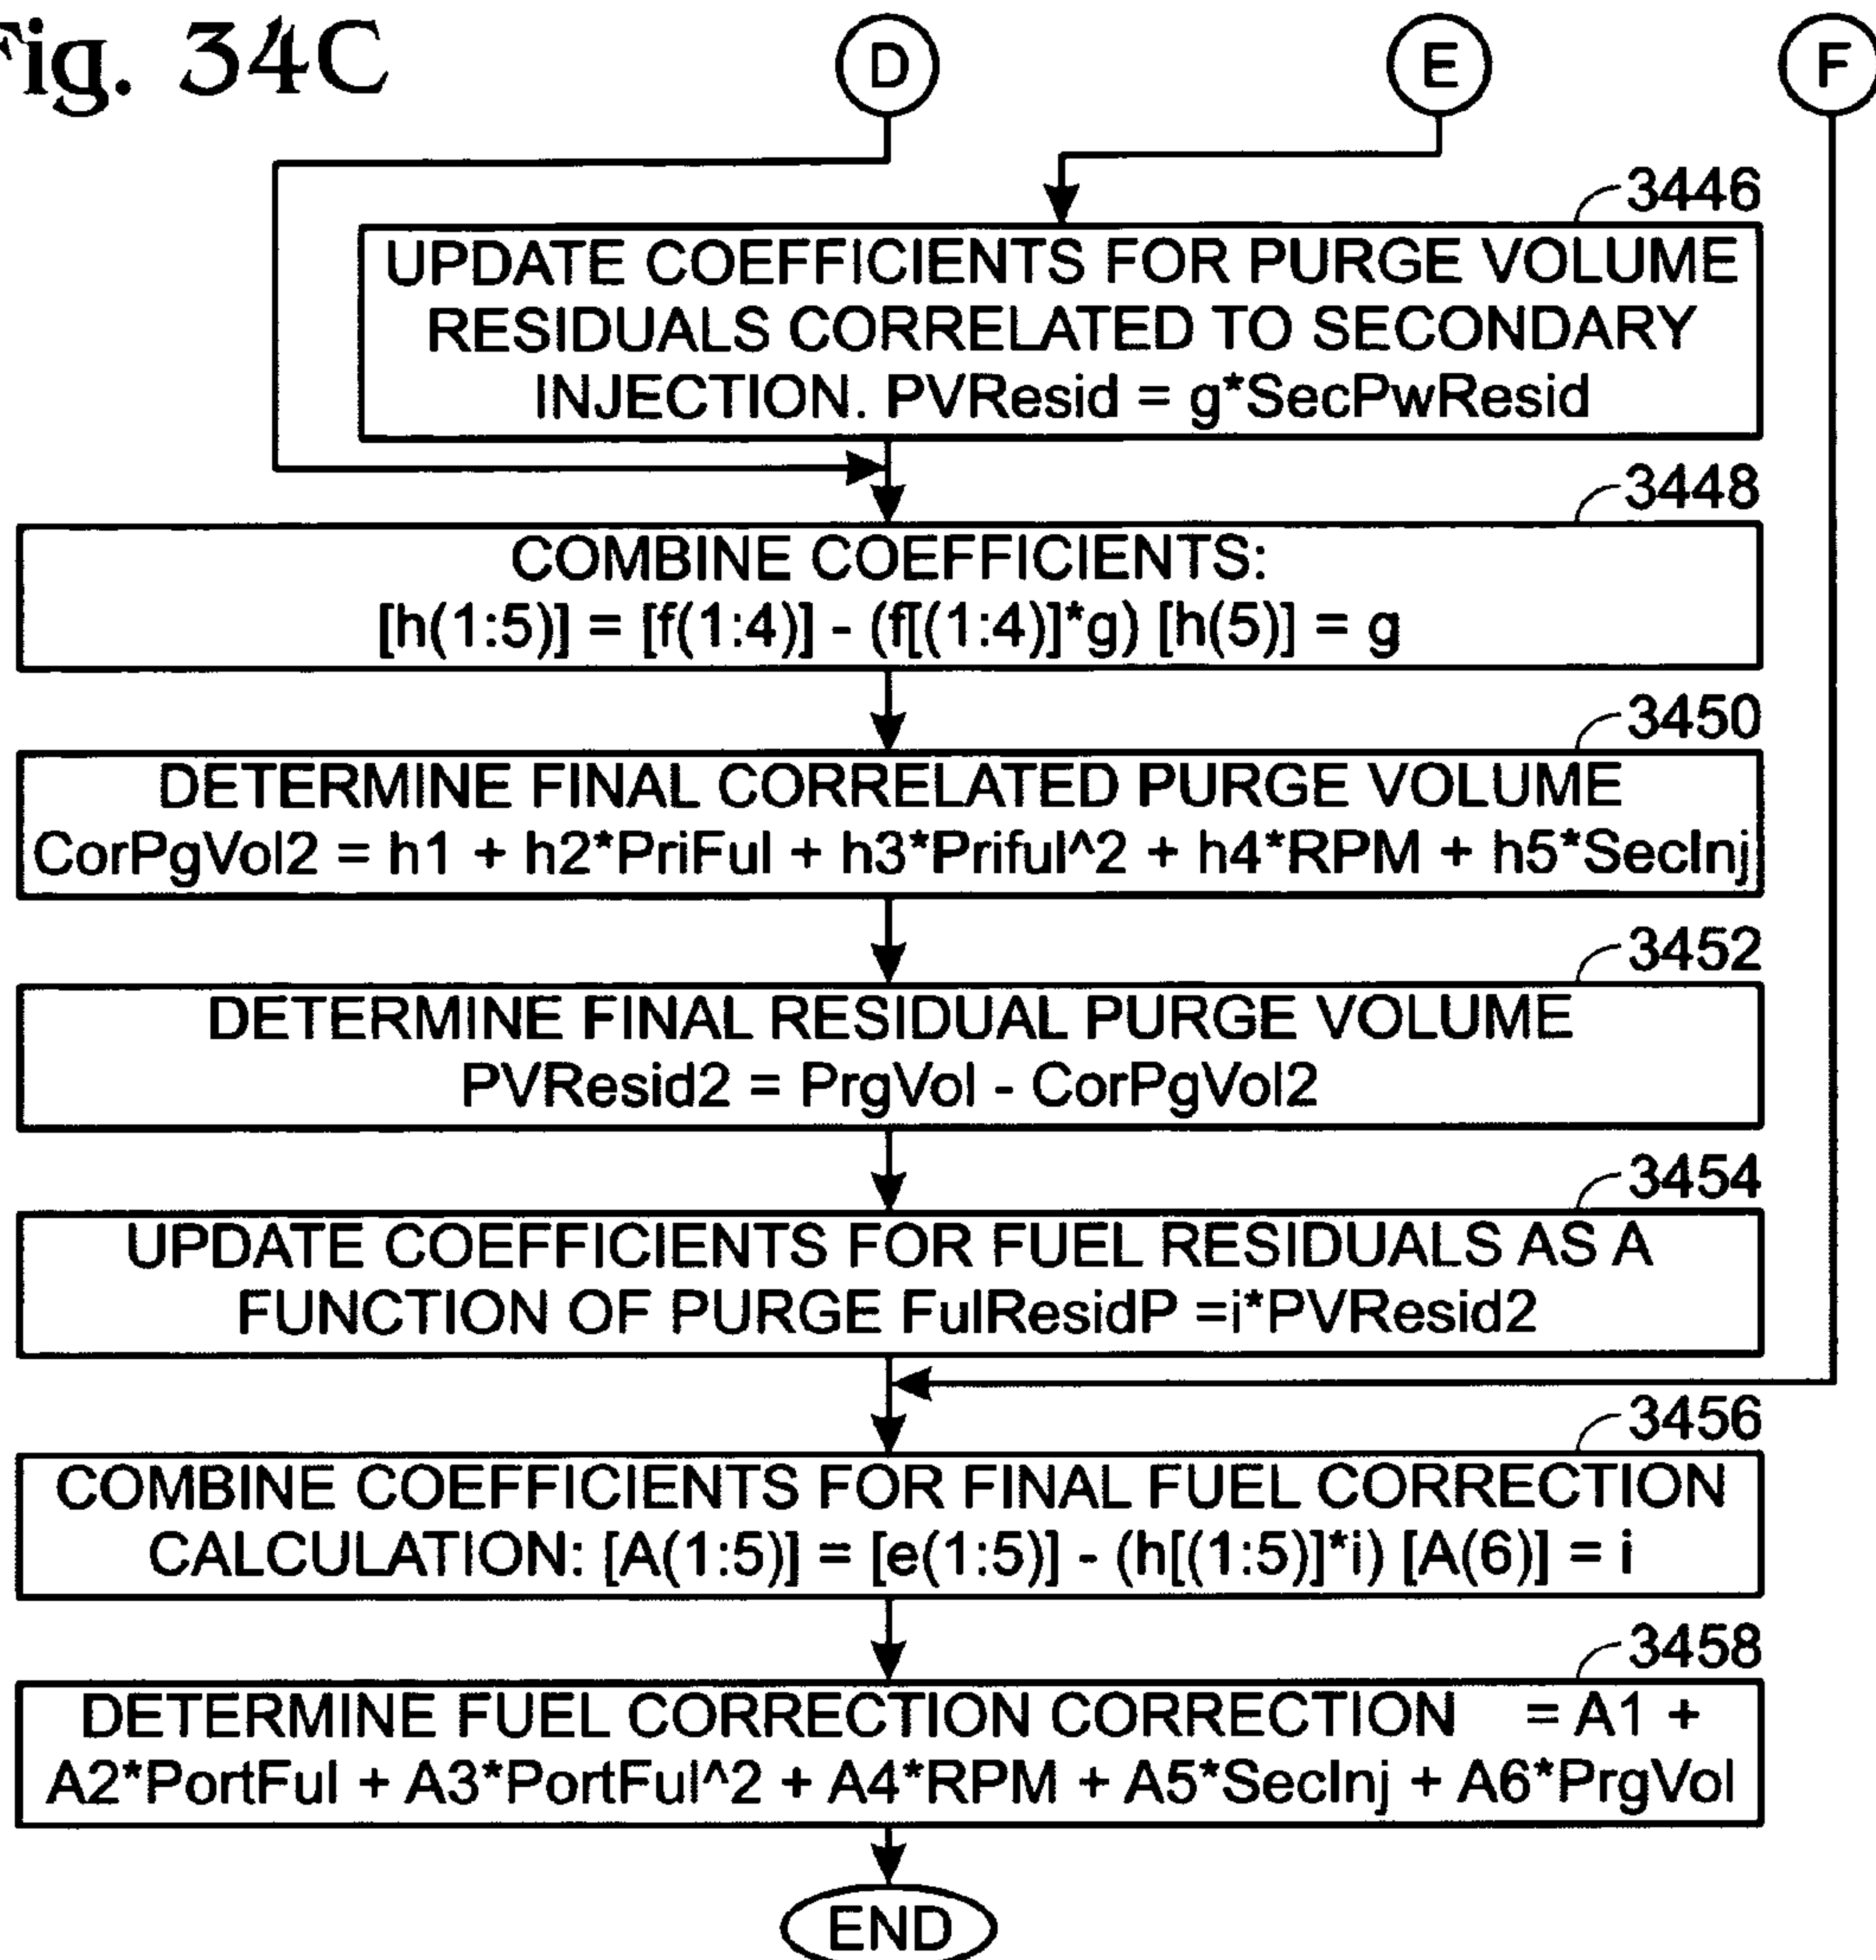 Fig. 34C
D
E
F
3446
UPDATE COEFFICIENTS FOR PURGE VOLUME
RESIDUALS CORRELATED TO SECONDARY
INJECTION. PVResid = g*SecPwResid
3448
COMBINE COEFFICIENTS:
[h(1:5)] = [f(1:4)] - (f[(1:4)]*g) [h(5)] = g
3450
DETERMINE FINAL CORRELATED PURGE VOLUME
CorPgVol2 = h1 + h2*PriFul + h3*Priful^2 + h4*RPM + h5*SecInj
3452
DETERMINE FINAL RESIDUAL PURGE VOLUME
PVResid2 = PrgVol - CorPgVol2
3454
UPDATE COEFFICIENTS FOR FUEL RESIDUALS AS A
FUNCTION OF PURGE FulResidP =i*PVResid2
3456
COMBINE COEFFICIENTS FOR FINAL FUEL CORRECTION
CALCULATION: [A(1:5)] = [e(1:5)] - (h[(1:5)]*i) [A(6)] = i
3458
DETERMINE FUEL CORRECTION CORRECTION = A1 +
A2*PortFul + A3*PortFul^2 + A4*RPM + A5*SecInj + A6*PrgVol
END